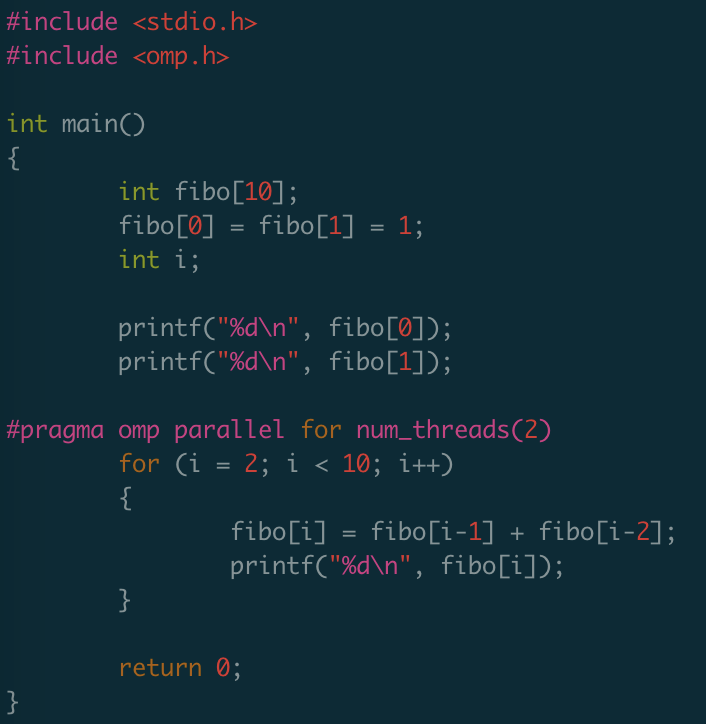 #include <stdio.h>
#include <omp.h>

int main()
{
        int fibo[10];
        fibo[0] = fibo[1] = 1;
        int i;

        printf("%d\n", fibo[0]);
        printf("%d\n", fibo[1]);

#pragma omp parallel for num_threads(2)
        for (i = 2; i < 10; i++)
        {
                fibo[i] = fibo[i-1] + fibo[i-2];
                printf("%d\n", fibo[i]);
        }

        return 0;
}